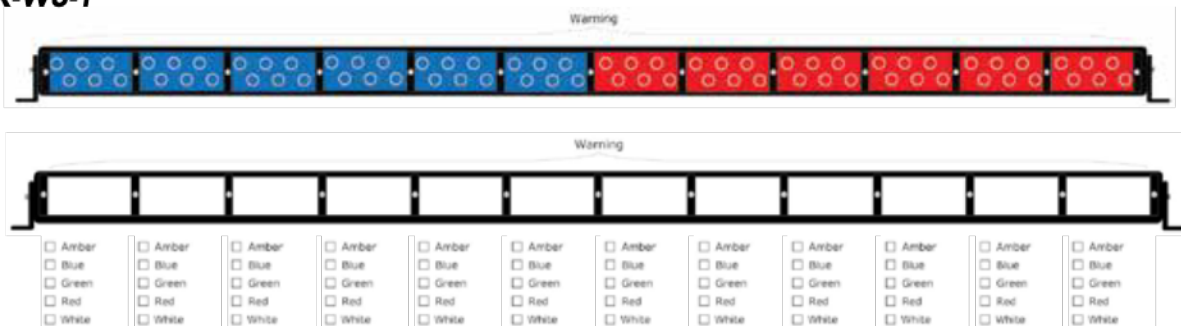 Warning
Warning
Amber Amber Amber Amber Amber Amber Amber Amber Amber Amber Amber Amber
Blue Blue Blue Blue Blue Blue Blue Blue Blue Blue Blue Blue
Green Green Green Green Green Green Green Green Green Green Green Green
Red Red Red Red Red Red Red Red Red Red Red Red
White White White White White White White White White White White White